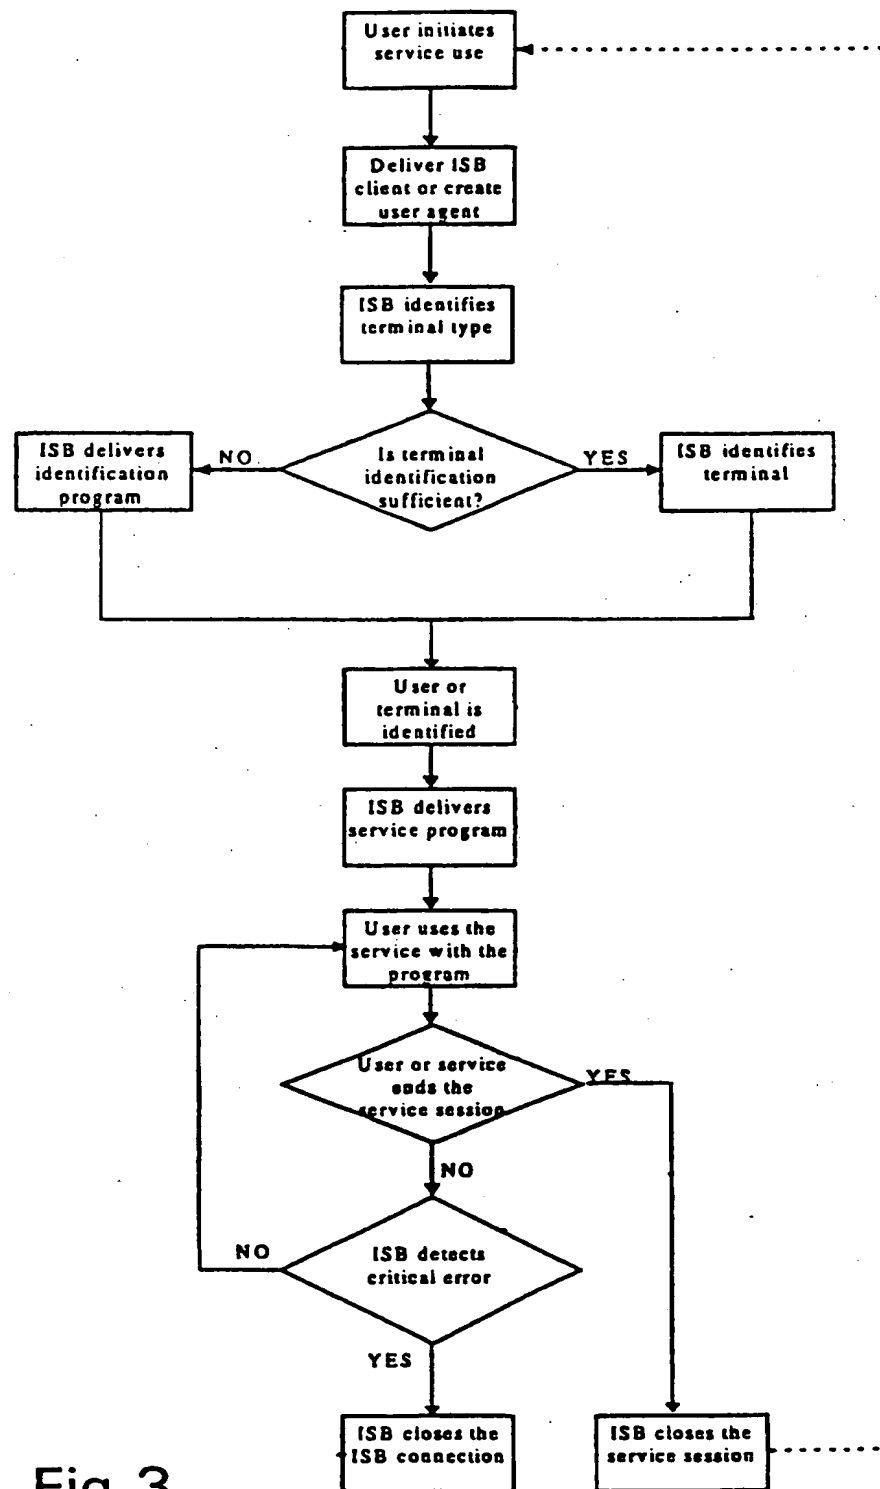 User initiates
service use
Deliver ISB
client or create
user agent
ISB identifies
terminal type
ISB delivers
identification
program
NO
Is terminal
identification
sufficient?
YES
ISB identifies
terminal
User or
terminal is
identified
ISB delivers
service program
User uses the
service with the
program
User or service
ends the
service session
YES
NO
NO
ISB detects
critical error
YES
ISB closes the
ISB connection
ISB closes the
service session
Fig. 3